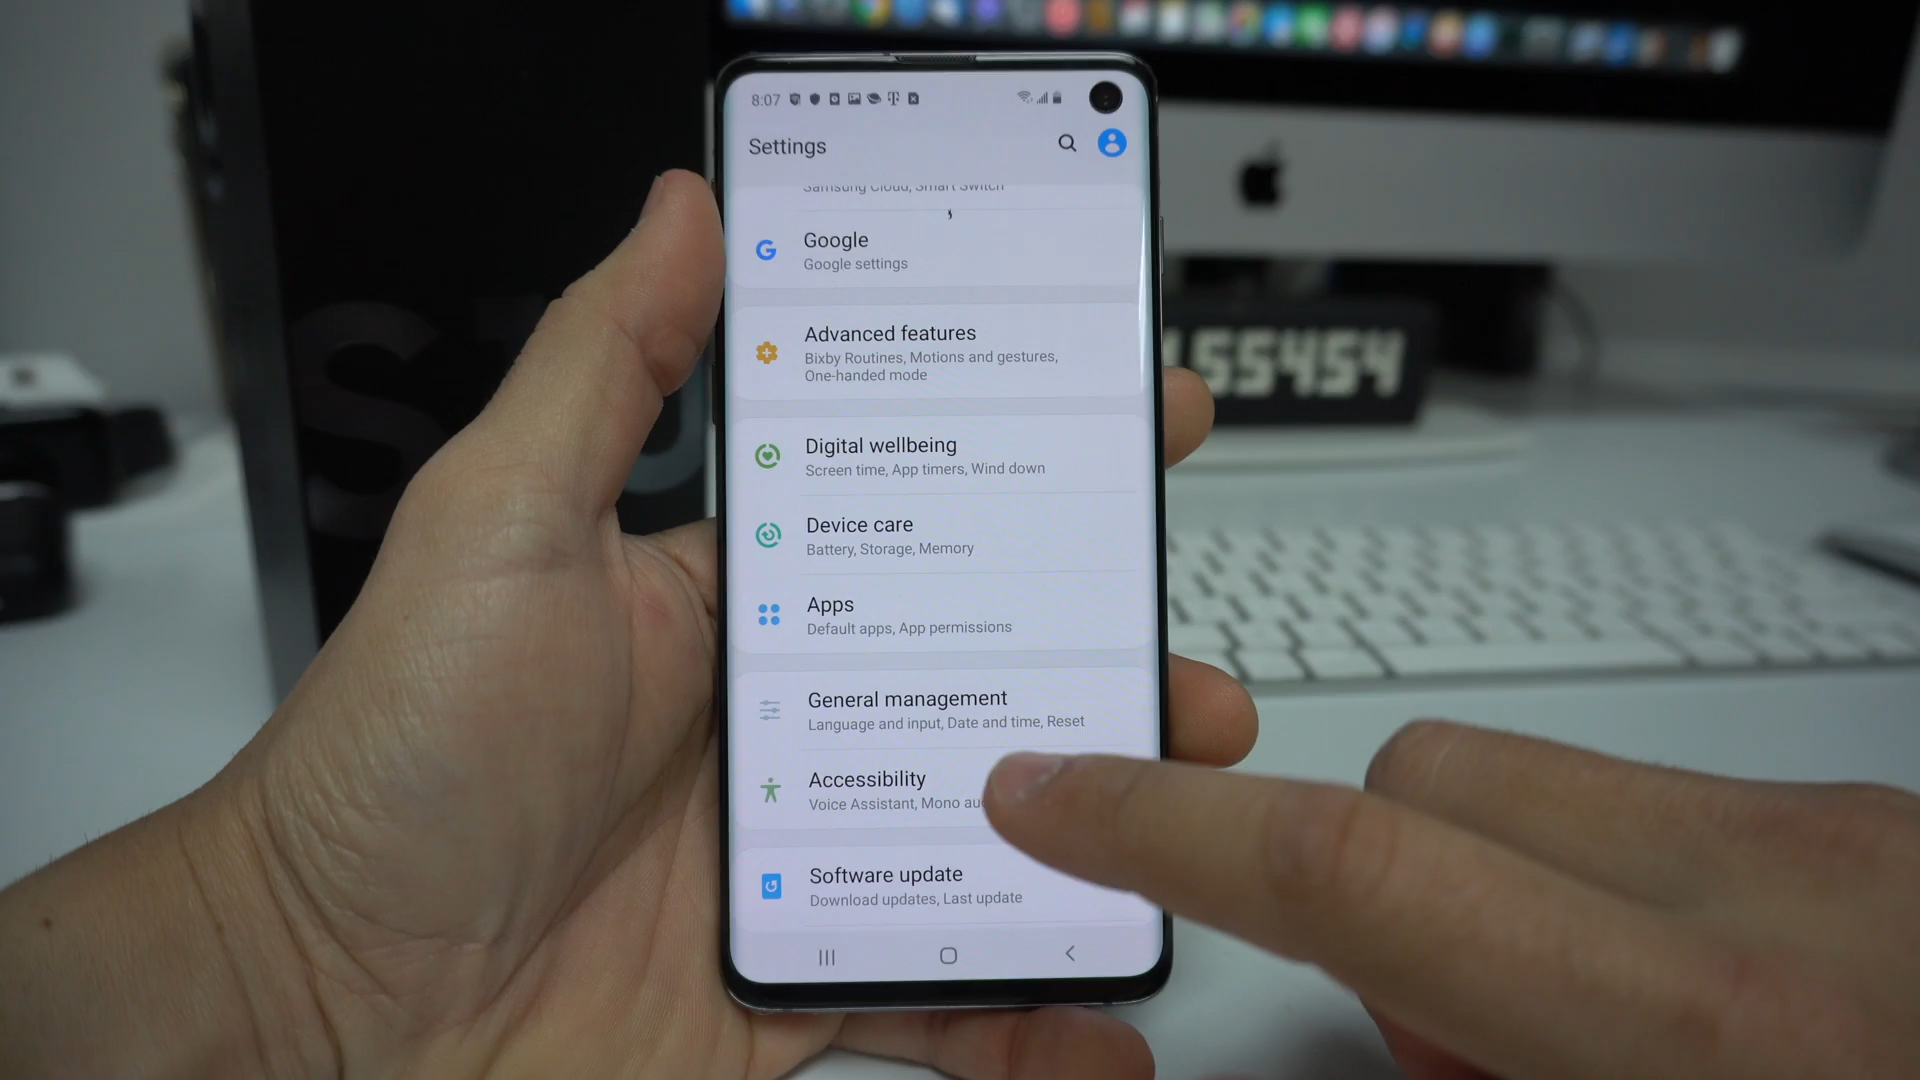 8:07
Settings
Samsung Cloud, Smart Switch
Google
Google settings
Advanced features
Bixby Routines, Motions and gestures,
One-handed mode
Digital wellbeing
Screen time, App timers, Wind down
Device care
Battery, Storage, Memory
Apps
Default apps, App permissions
General management
Language and input, Date and time, Reset
Accessibility
Voice Assistant, Mono au
Software update
Download updates, Last update
55454